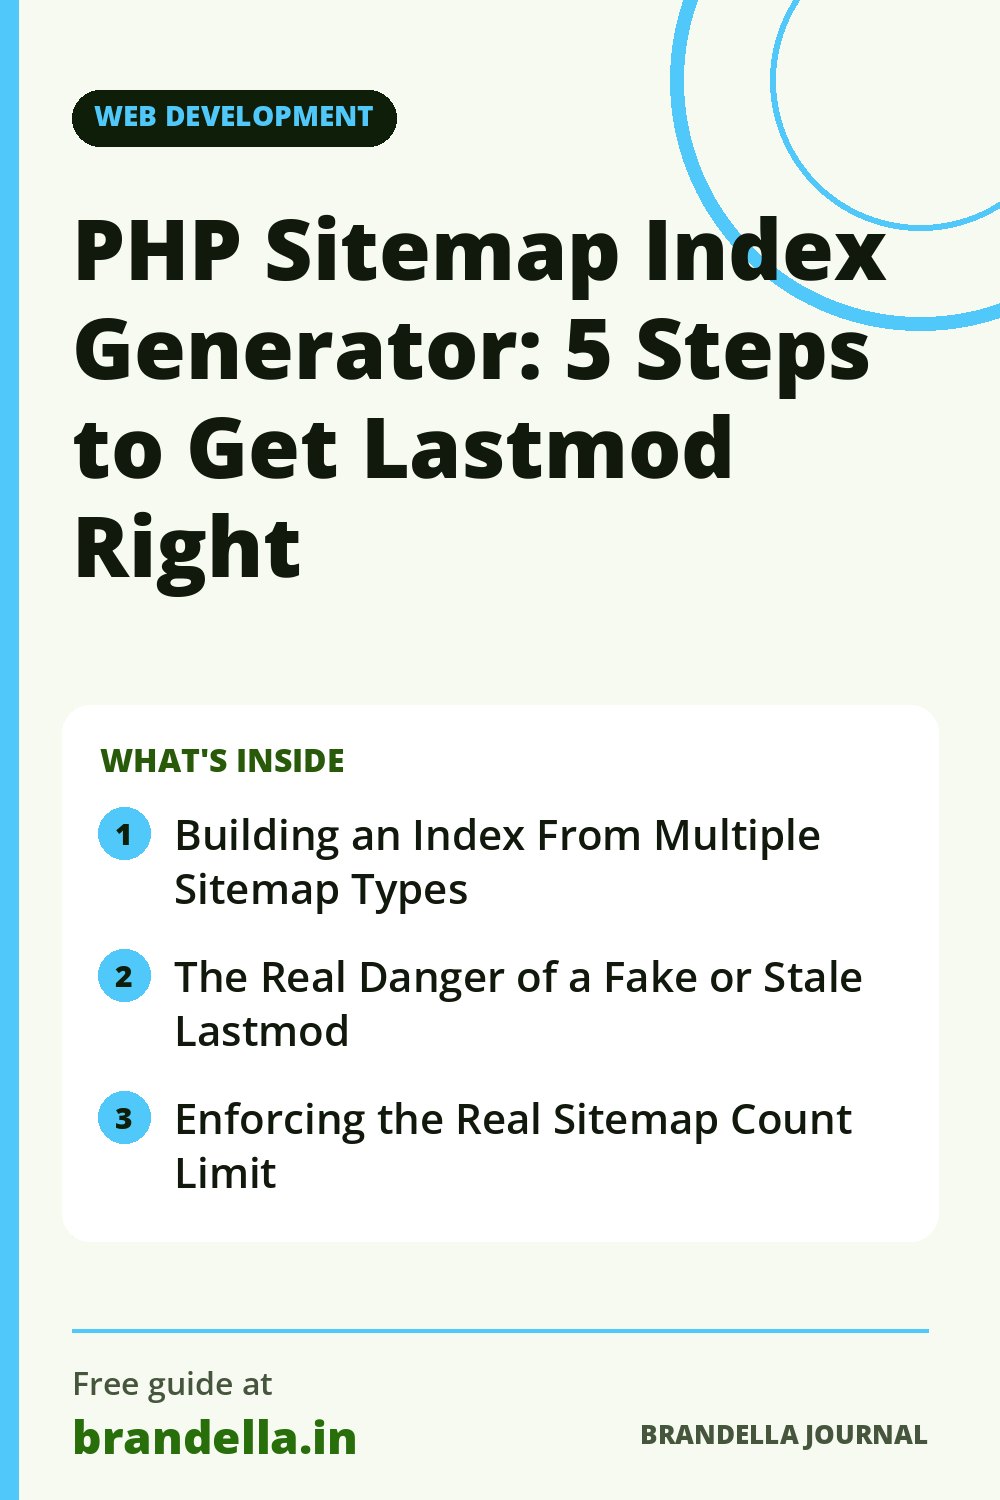 WEB DEVELOPMENT
PHP Sitemap Index
Generator: 5 Steps
to Get Lastmod
Right
WHAT'S INSIDE
1 Building an Index From Multiple
Sitemap Types
2 The Real Danger of a Fake or Stale
Lastmod
3 Enforcing the Real Sitemap Count
Limit
Free guide at
brandella.in
BRANDELLA JOURNAL